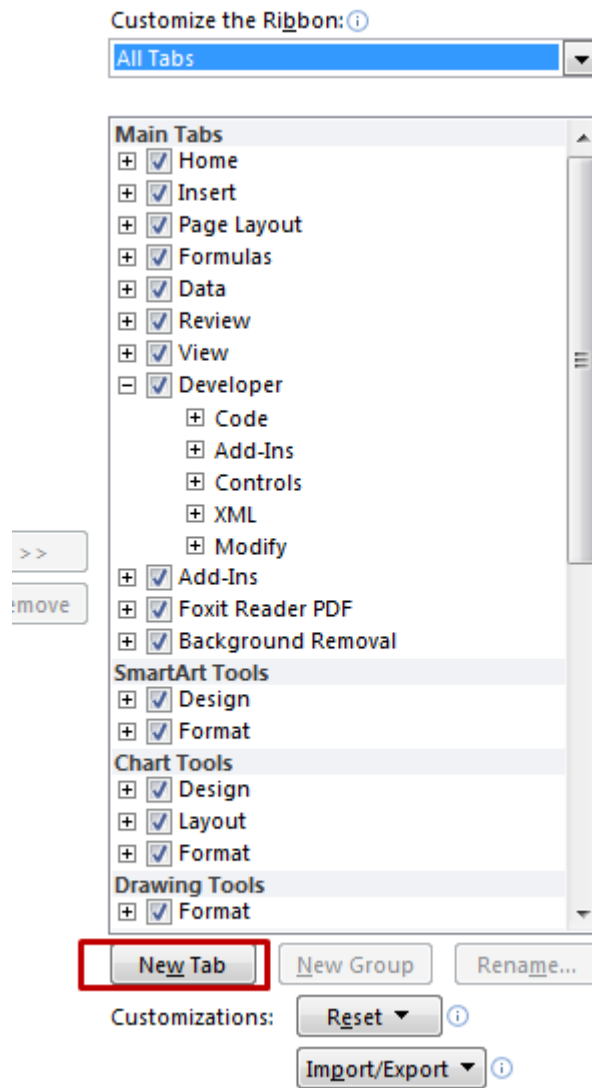 Customize the Ribbon:
All Tabs
Main Tabs
Home
Insert
Page Layout
Formulas
Data
Review
View
Developer
Code
Add-Ins
Controls
XML
Modify
>> 
Add-Ins
emove
Foxit Reader PDF
Background Removal
SmartArt Tools
Design
Format
Chart Tools
Design
Layout
Format
Drawing Tools
Format
New Tab New Group Rename...
Customizations: Reset
Import/Export